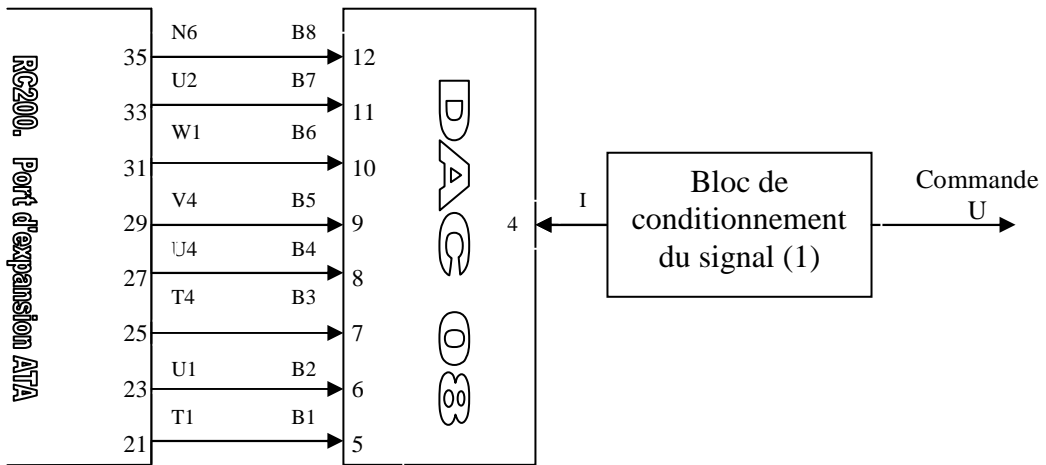 RC200. Port d'expansion ATA
N6 B8
35 12
U2 B7
33 11
W1 B6
31 10
V4 B5
29 9
U4 B4
27 8
T4 B3
25 7
U1 B2
23 6
T1 B1
21 5
DAC 08
4
I
Bloc de
conditionnement
du signal (1)
Commande
U